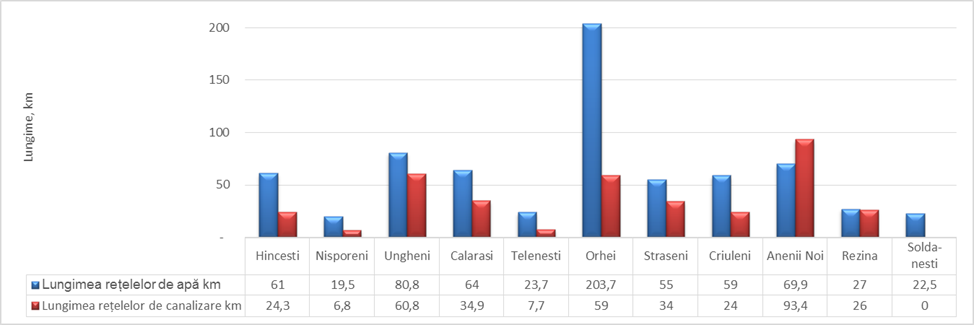 200
150
100
50
-
Lungime, km
Hincesti Nisporeni Ungheni Calarasi Telenesti Orhei Straseni Criuleni Anenii Noi Rezina Solda-
nesti
Lungimea rețelelor de apă km 61 19,5 80,8 64 23,7 203,7 55 59 69,9 27 22,5
Lungimea rețelelor de canalizare km 24,3 6,8 60,8 34,9 7,7 59 34 24 93,4 26 0